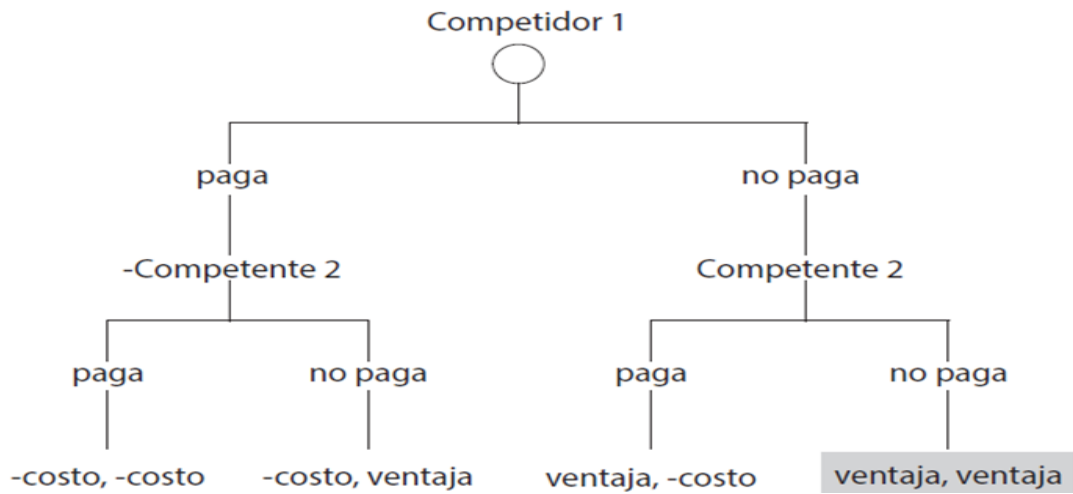 Competidor 1
paga no paga
-Competente 2 Competente 2
paga no paga paga no paga
-costo, -costo -costo, ventaja ventaja, -costo ventaja, ventaja